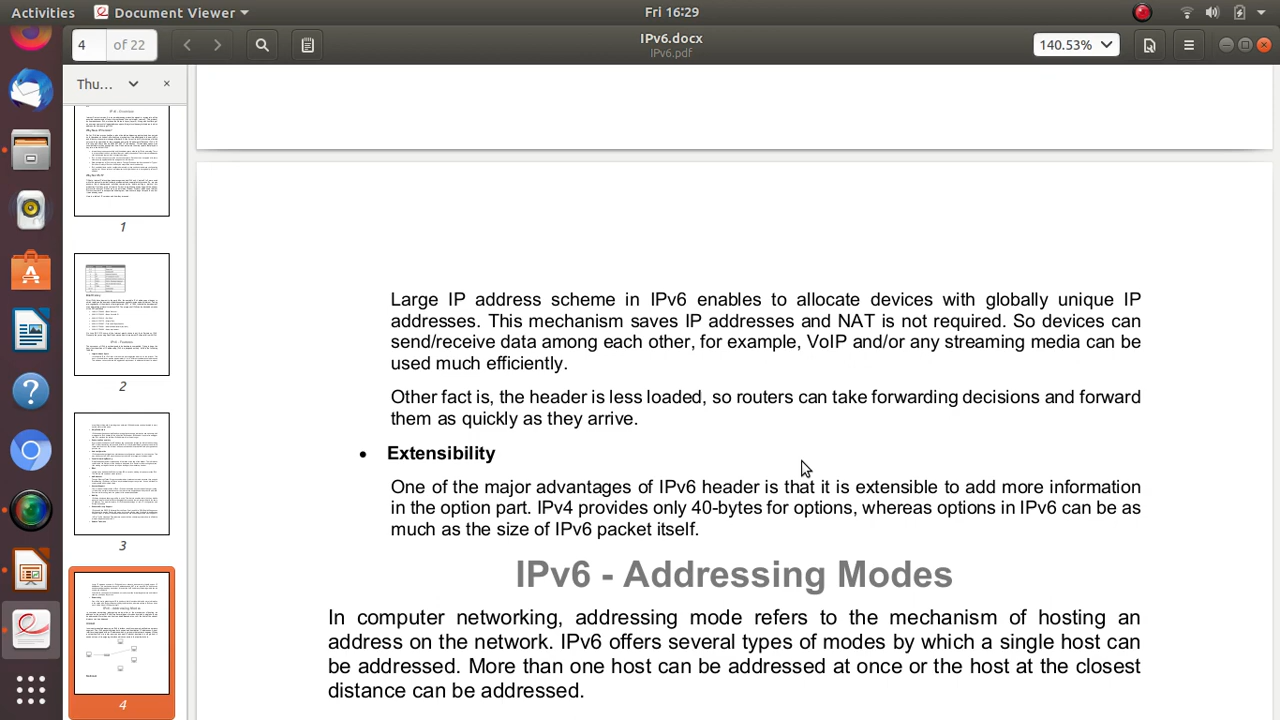 Activities Document Viewer Fri 16:29
4 of 22 IPv6.docx 140.53%
IPv6.pdf
Thu...
Large IP address scheme in IPv6 enables to allocate devices with globally unique IP
addresses. This mechanism saves IP addresses and NAT is not required. So devices can
send/receive data among each other, for example, VoIP and/or any streaming media can be
used much efficiently.
Other fact is, the header is less loaded, so routers can take forwarding decisions and forward
them as quickly as they arrive.
• Extensibility
One of the major advantages of IPv6 header is that it is extensible to add more information
in the option part. IPv4 provides only 40-bytes for options, whereas options in IPv6 can be as
much as the size of IPv6 packet itself.
IPv6 - Addressing Modes
In computer networking, addressing mode refers to the mechanism of hosting an
address on the network. IPv6 offers several types of modes by which a single host can
be addressed. More than one host can be addressed at once or the host at the closest
distance can be addressed.
1
2
3
4